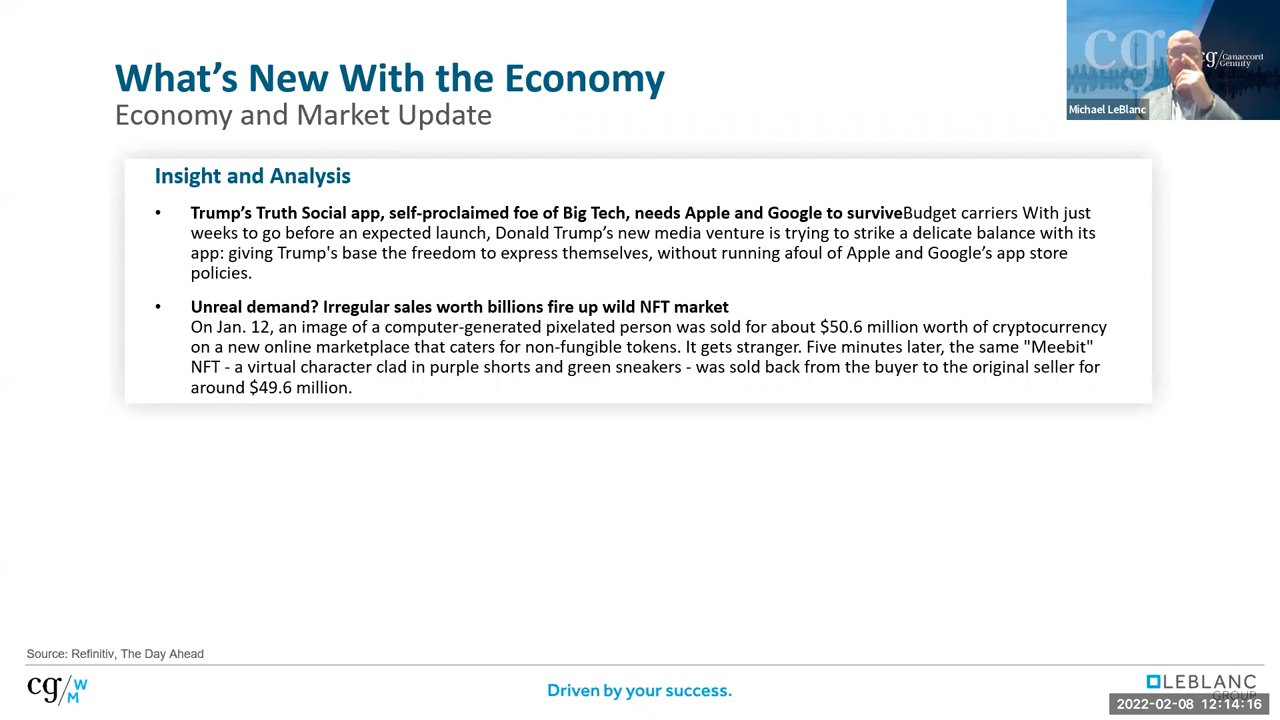 What's New With the Economy
Economy and Market Update
cg
cg/Canaccord
Genuity
Michael LeBlanc
Insight and Analysis
• Trump's Truth Social app, self-proclaimed foe of Big Tech, needs Apple and Google to surviveBudget carriers With just
weeks to go before an expected launch, Donald Trump's new media venture is trying to strike a delicate balance with its
app: giving Trump's base the freedom to express themselves, without running afoul of Apple and Google's app store
policies.
• Unreal demand? Irregular sales worth billions fire up wild NFT market
On Jan. 12, an image of a computer-generated pixelated person was sold for about $50.6 million worth of cryptocurrency
on a new online marketplace that caters for non-fungible tokens. It gets stranger. Five minutes later, the same "Meebit"
NFT - a virtual character clad in purple shorts and green sneakers - was sold back from the buyer to the original seller for
around $49.6 million.
Source: Refinitiv, The Day Ahead
cg/WM
Driven by your success.
LEBLANC
GROUP
2022-02-08 12:14:16